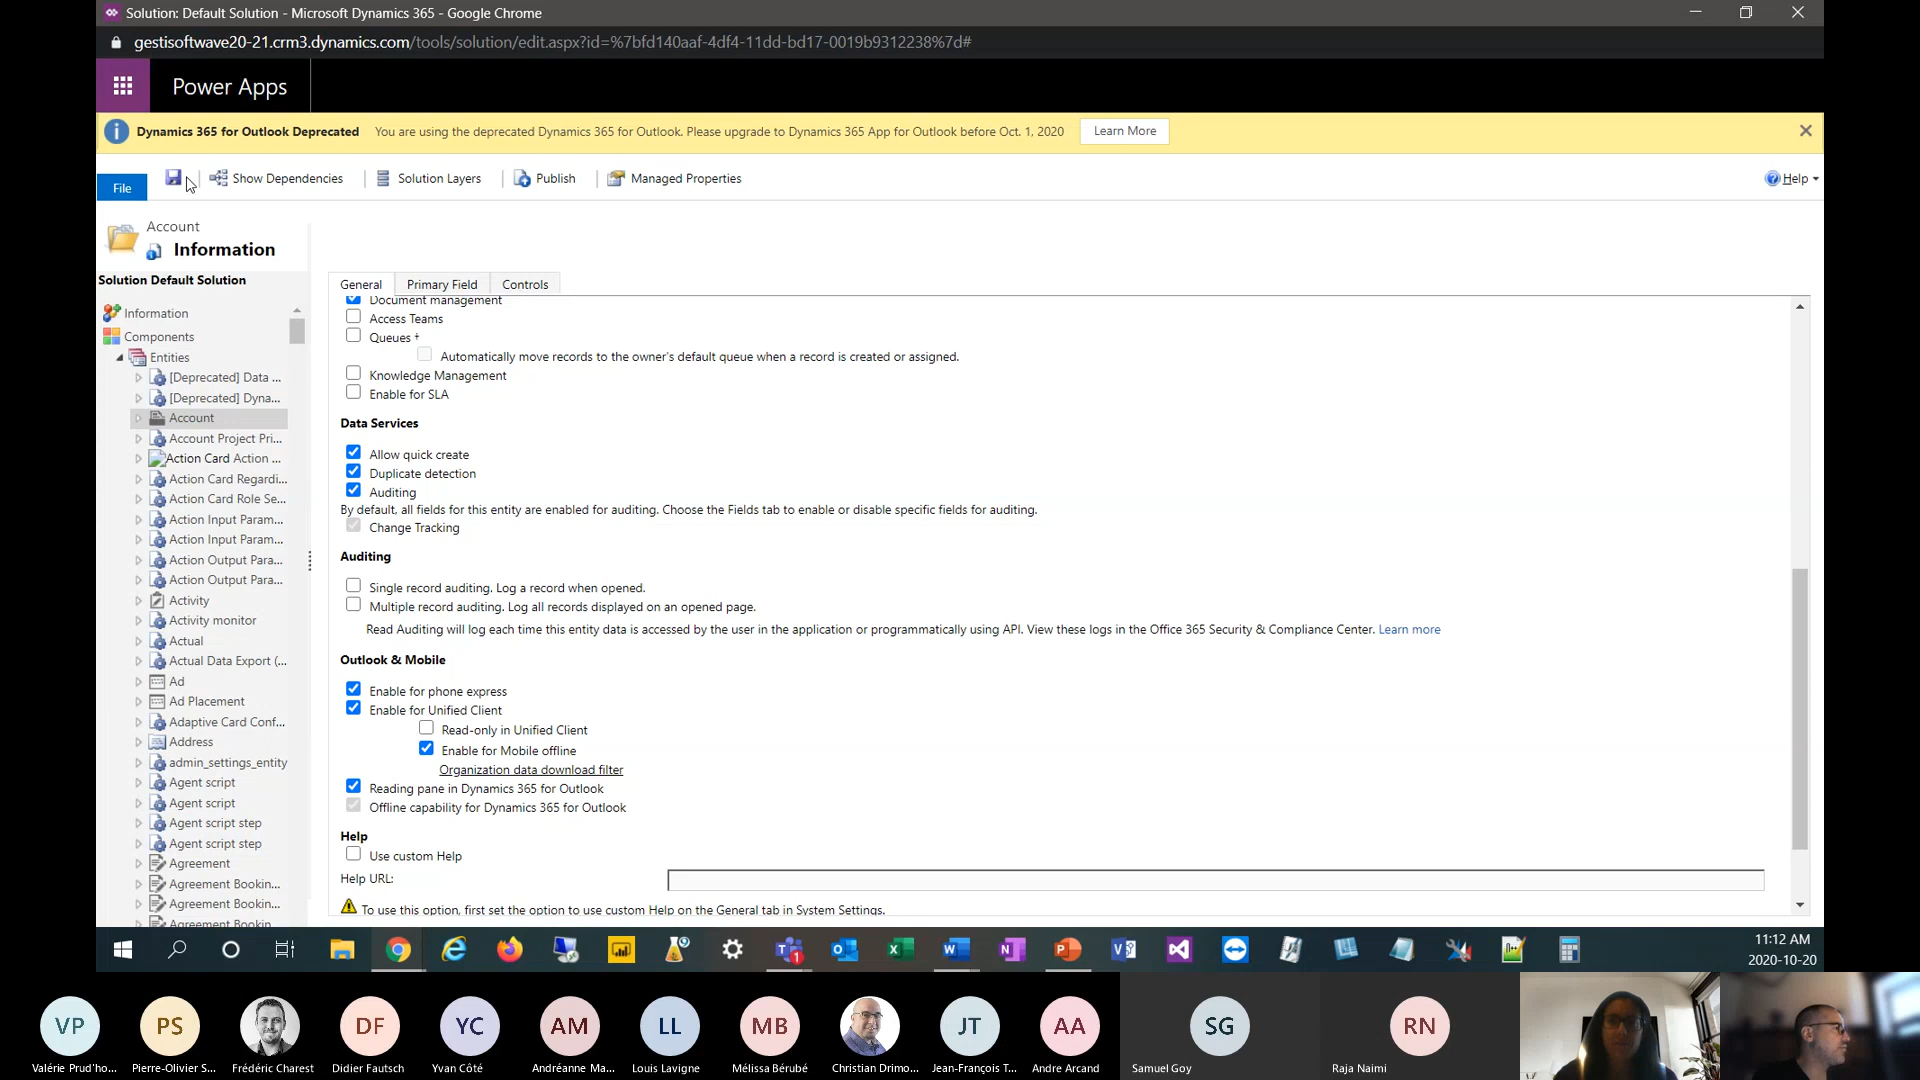 Solution: Default Solution - Microsoft Dynamics 365 - Google Chrome
gestisoftwave20-21.crm3.dynamics.com/tools/solution/edit.aspx?id=%7bfd140aaf-4df4-11dd-bd17-0019b9312238%7d#
Power Apps
Dynamics 365 for Outlook Deprecated You are using the deprecated Dynamics 365 for Outlook. Please upgrade to Dynamics 365 App for Outlook before Oct. 1, 2020 Learn More
File Show Dependencies Solution Layers Publish Managed Properties Help
Account
Information
Solution Default Solution
Information
Components
Entities
[Deprecated] Data ...
[Deprecated] Dyna...
Account
Account Project Pri...
Action Card Action ...
Action Card Regardi...
Action Card Role Se...
Action Input Param...
Action Input Param...
Action Output Para...
Action Output Para...
Activity
Activity monitor
Actual
Actual Data Export (...
Ad
Ad Placement
Adaptive Card Conf...
Address
admin_settings_entity
Agent script
Agent script
Agent script step
Agent script step
Agreement
Agreement Bookin...
Agreement Bookin...
Agreement Bookin
General Primary Field Controls
Document management
Access Teams
Queues †
Automatically move records to the owner's default queue when a record is created or assigned.
Knowledge Management
Enable for SLA
Data Services
Allow quick create
Duplicate detection
Auditing
By default, all fields for this entity are enabled for auditing. Choose the Fields tab to enable or disable specific fields for auditing.
Change Tracking
Auditing
Single record auditing. Log a record when opened.
Multiple record auditing. Log all records displayed on an opened page.
Read Auditing will log each time this entity data is accessed by the user in the application or programmatically using API. View these logs in the Office 365 Security & Compliance Center. Learn more
Outlook & Mobile
Enable for phone express
Enable for Unified Client
Read-only in Unified Client
Enable for Mobile offline
Organization data download filter
Reading pane in Dynamics 365 for Outlook
Offline capability for Dynamics 365 for Outlook
Help
Use custom Help
Help URL:
To use this option, first set the option to use custom Help on the General tab in System Settings.
11:12 AM
2020-10-20
VP PS DF YC AM LL MB JT AA SG RN
Valérie Prud'ho... Pierre-Olivier S... Frédéric Charest Didier Fautsch Yvan Côté Andréanne Ma... Louis Lavigne Mélissa Bérubé Christian Drimo... Jean-François T... Andre Arcand Samuel Goy Raja Naimi